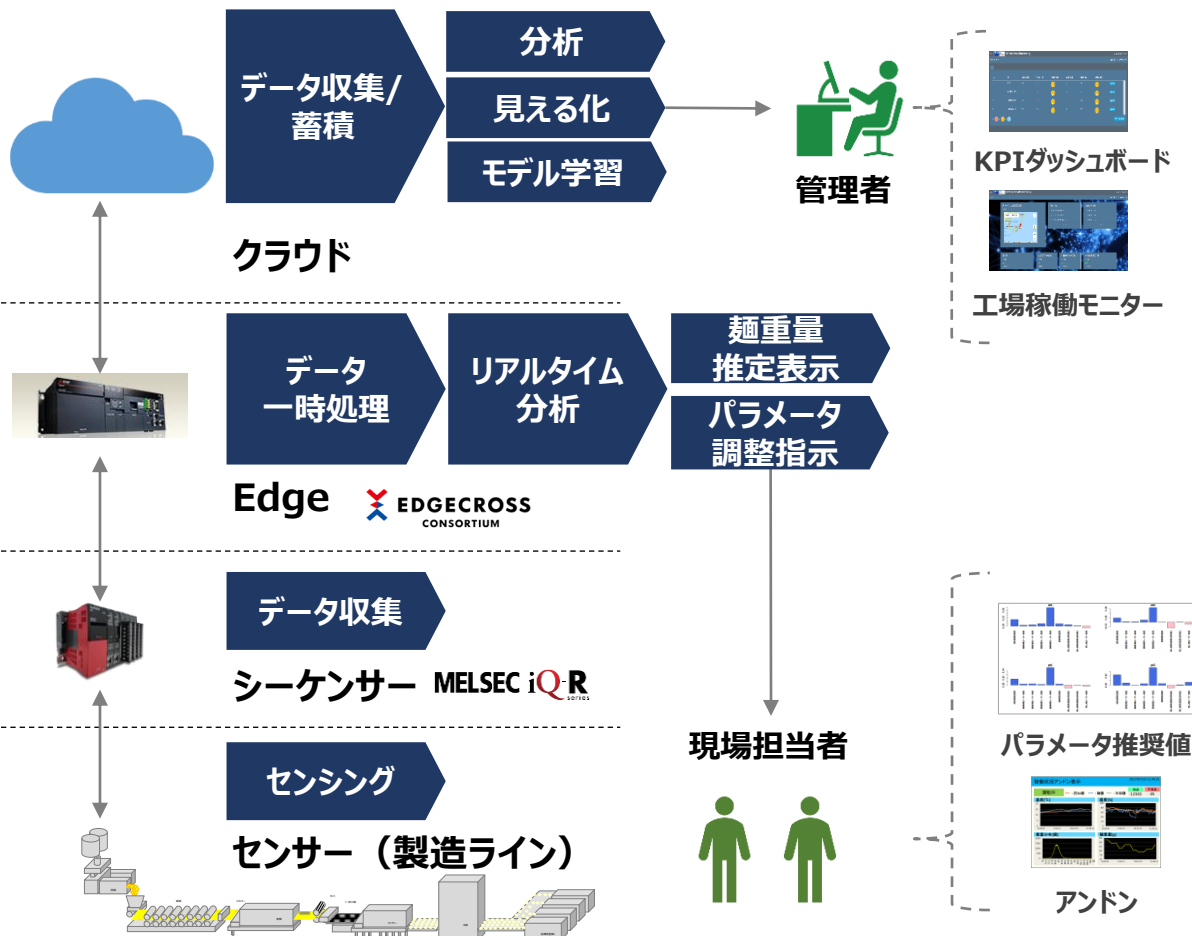 データ収集/
蓄積
分析
見える化
モデル学習
管理者
KPIダッシュボード
工場稼働モニター
クラウド
データ
一時処理
リアルタイム
分析
麺重量
推定表示
パラメータ
調整指示
Edge
EDGECROSS
CONSORTIUM
データ収集
シーケンサー
MELSEC iQ-R
series
センシング
センサー（製造ライン）
現場担当者
パラメータ推奨値
アンドン